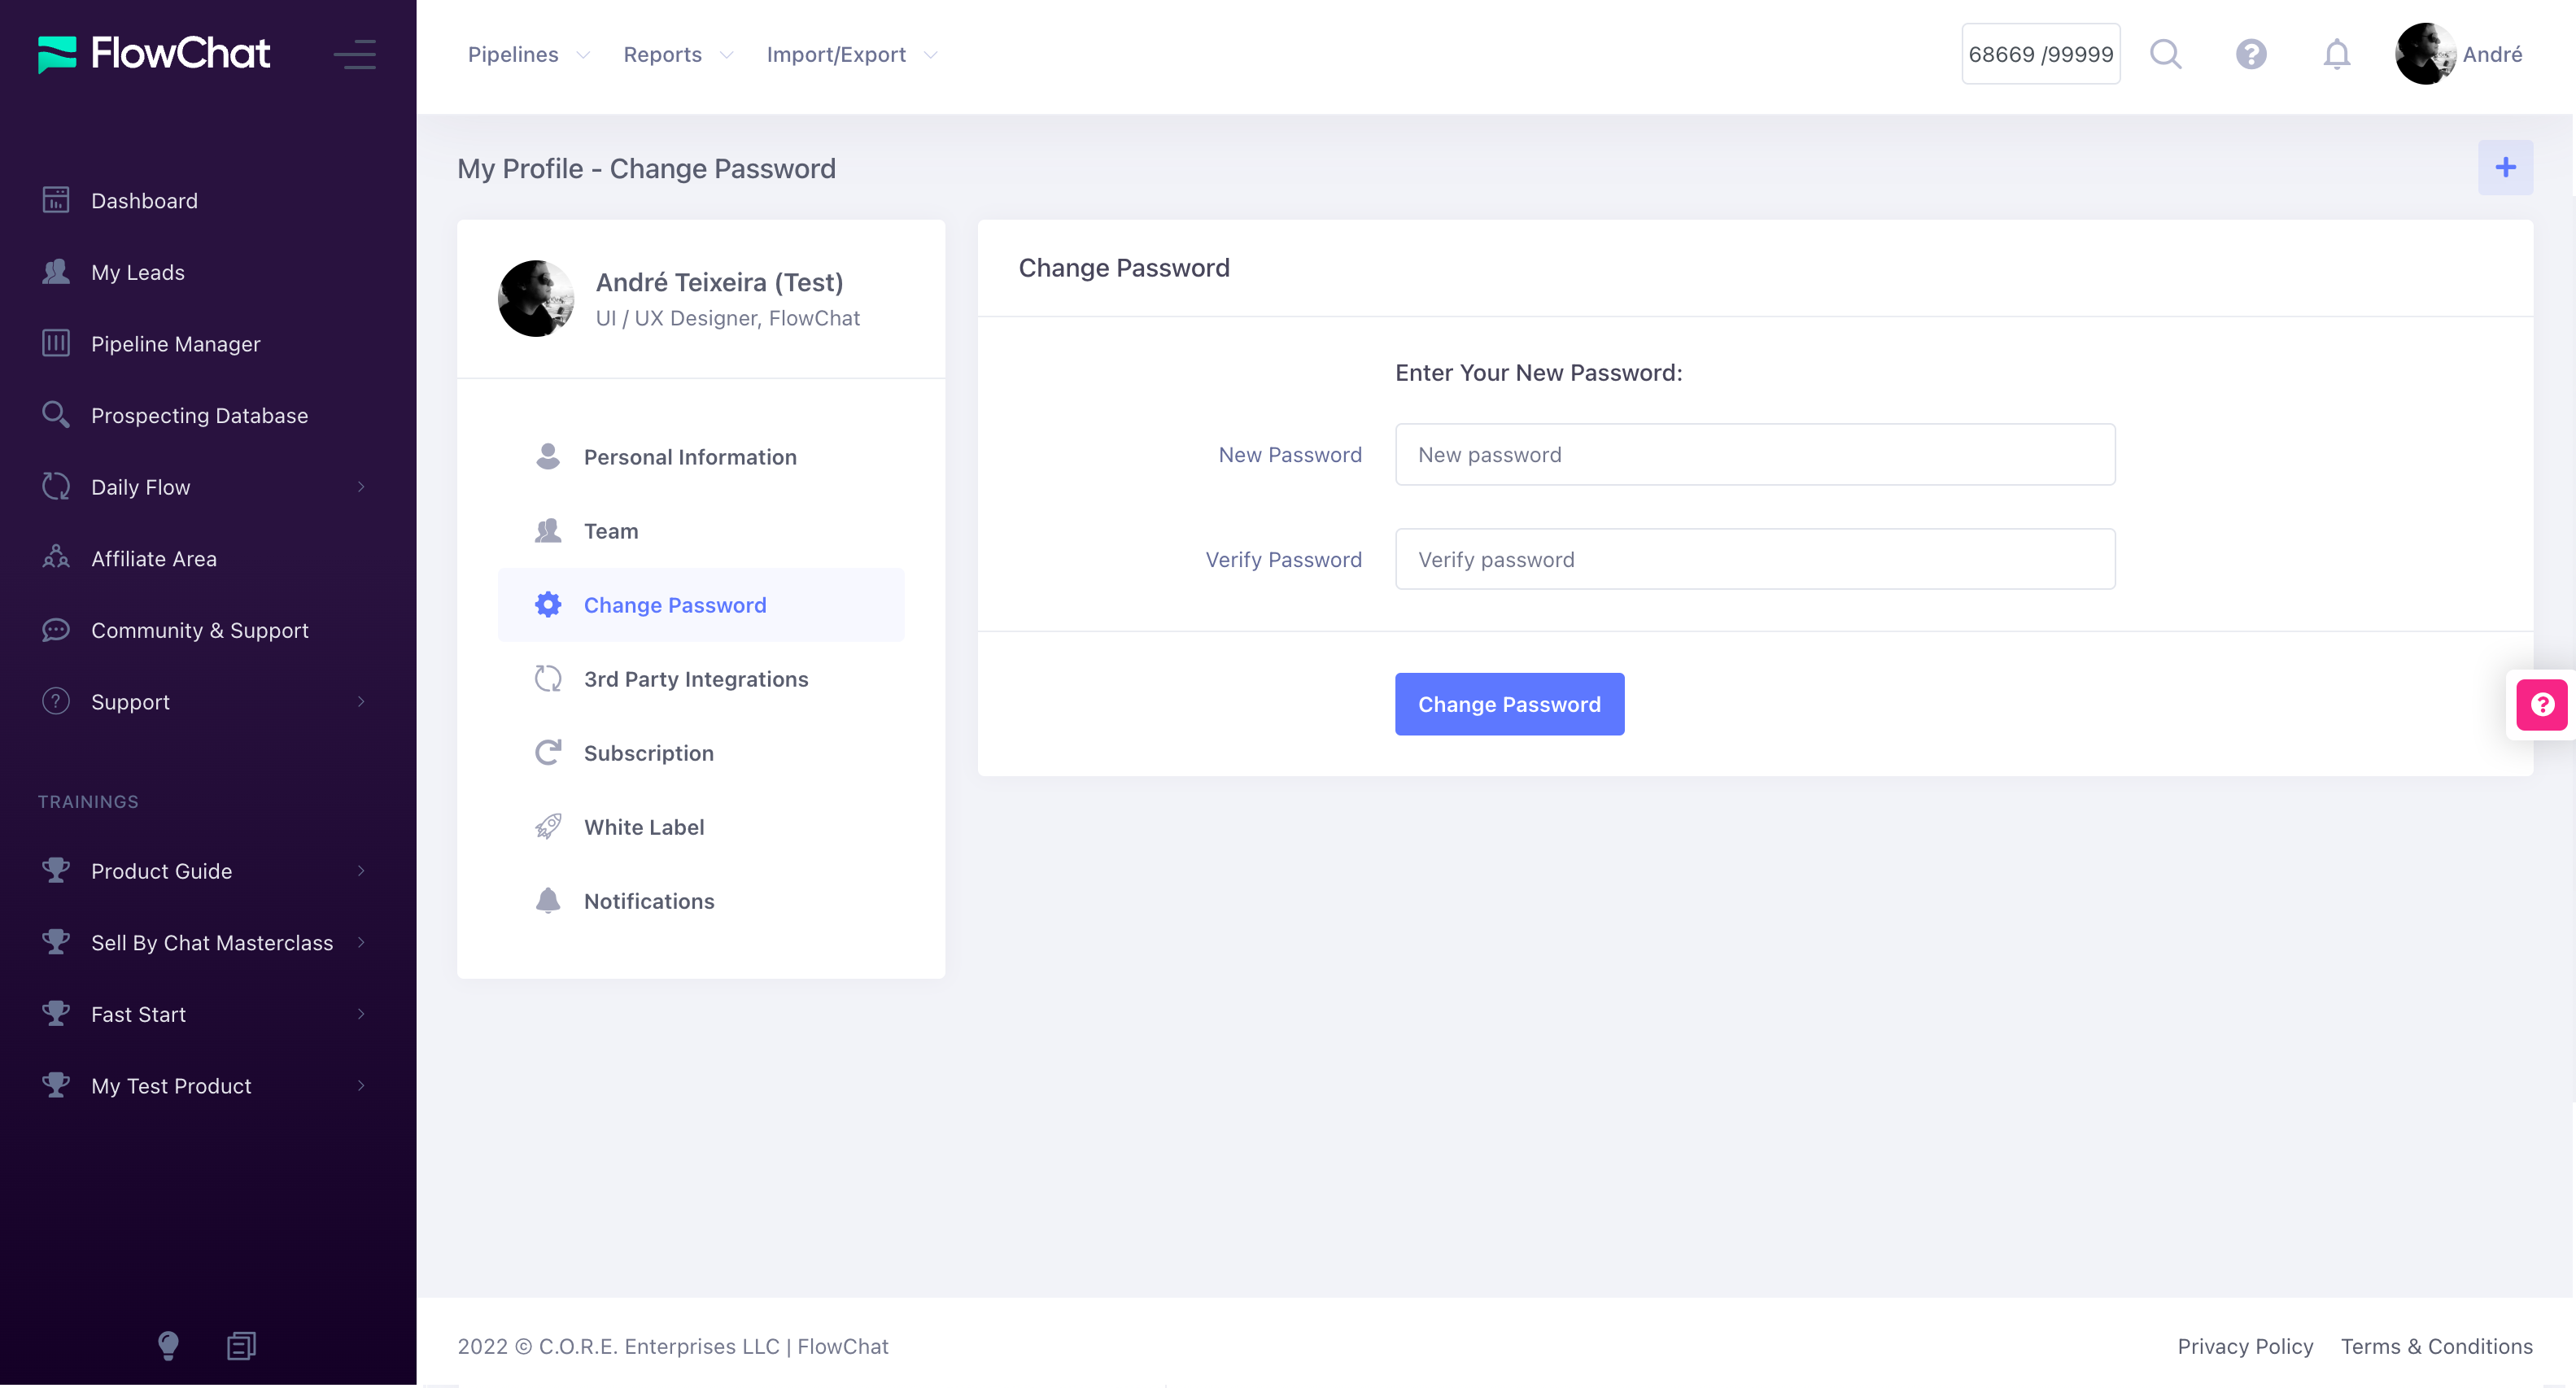 FlowChat
Pipelines
Reports
Import/Export
68669 /99999
André
Dashboard
My Leads
Pipeline Manager
Prospecting Database
Daily Flow
Affiliate Area
Community & Support
Support
TRAININGS
Product Guide
Sell By Chat Masterclass
Fast Start
My Test Product
My Profile - Change Password
André Teixeira (Test)
UI / UX Designer, FlowChat
Personal Information
Team
Change Password
3rd Party Integrations
Subscription
White Label
Notifications
Change Password
Enter Your New Password:
New Password
New password
Verify Password
Verify password
Change Password
2022 © C.O.R.E. Enterprises LLC | FlowChat
Privacy Policy
Terms & Conditions